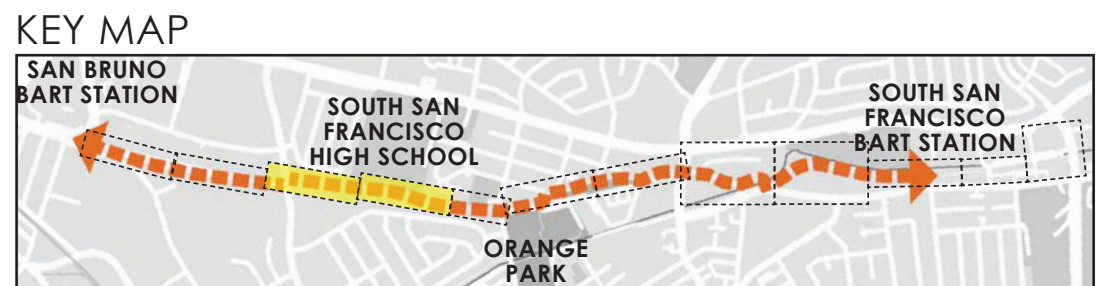 KEY MAP
SAN BRUNO
BART STATION
SOUTH SAN
FRANCISCO
HIGH SCHOOL
SOUTH SAN
FRANCISCO
BART STATION
ORANGE
PARK